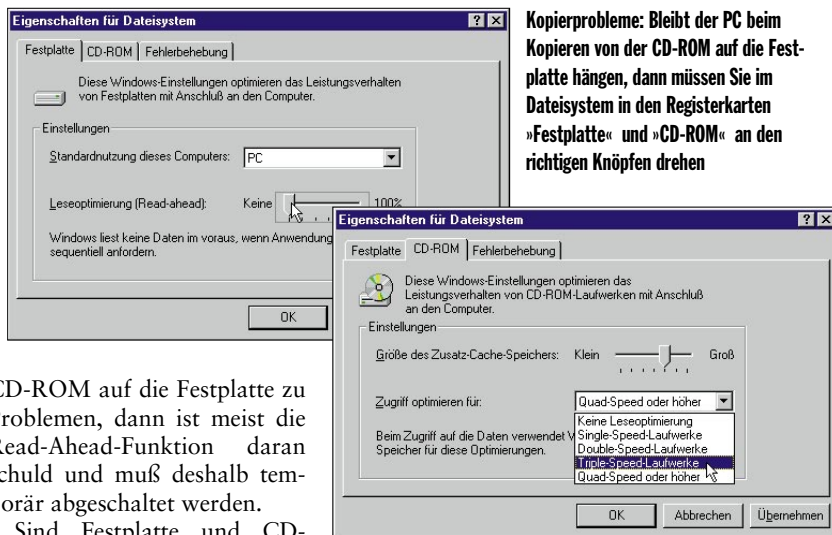 Eigenschaften für Dateisystem
Festplatte CD-ROM Fehlerbehebung
Diese Windows-Einstellungen optimieren das Leistungsverhalten
von Festplatten mit Anschluß an den Computer.
Einstellungen
Standardnutzung dieses Computers: PC
Leseoptimierung (Read-ahead): Keine 100%
Windows liest keine Daten im voraus, wenn Anwendung
sequentiell anfordern.
OK
Kopierprobleme: Bleibt der PC beim
Kopieren von der CD-ROM auf die Fest-
platte hängen, dann müssen Sie im
Dateisystem in den Registerkarten
»Festplatte« und »CD-ROM« an den
richtigen Knöpfen drehen
Eigenschaften für Dateisystem
Festplatte CD-ROM Fehlerbehebung
Diese Windows-Einstellungen optimieren das
Leistungsverhalten von CD-ROM-Laufwerken mit Anschluß
an den Computer.
Einstellungen
Größe des Zusatz-Cache-Speichers: Klein Groß
Zugriff optimieren für: Quad-Speed oder höher
Keine Leseoptimierung
Single-Speed-Laufwerke
Double-Speed-Laufwerke
Triple-Speed-Laufwerke
Quad-Speed oder höher
Beim Zugriff auf die Daten verwendet
Speicher für diese Optimierungen.
OK Abbrechen Übernehmen
CD-ROM auf die Festplatte zu
Problemen, dann ist meist die
Read-Ahead-Funktion daran
schuld und muß deshalb tem-
porär abgeschaltet werden.
Sind Festplatte und CD-